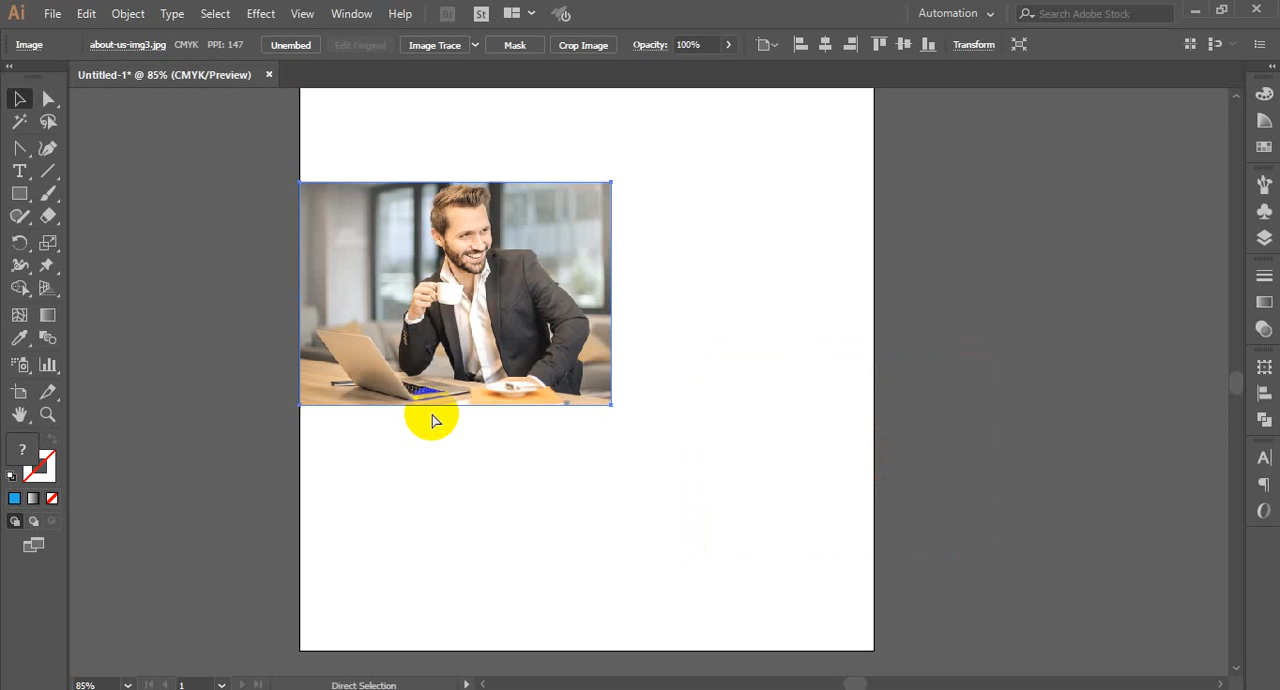 Ai File Edit Object Type Select Effect View Window Help Br St Automation Search Adobe Stock
Image about-us-img3.jpg CMYK PPI: 147 Unembed Edit Original Image Trace Mask Crop Image Opacity: 100% Transform
Untitled-1* @ 85% (CMYK/Preview)
?
85% 1 Direct Selection